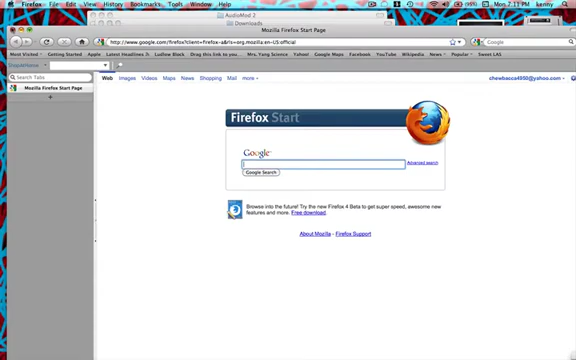 Firefox File Edit View History Bookmarks Tools Window Help
Mon 7:11 PM kenny
AudioMod 2
Downloads
Mozilla Firefox Start Page
http://www.google.com/firefox?client=firefox-a&rls=org.mozilla:en-US:official
Google
Most Visited Getting Started Apple Latest Headlines Ludlow Drag this link to you... Mrs. Yang Science Yahoo! Google Maps Facebook YouTube Wikipedia News Popular Sweet LAS
Search Tabs
Mozilla Firefox Start Page
Web Images Videos Maps News Shopping Mail more
chewbacca4950@yahoo.com
Firefox Start
Google
Advanced search
Google Search
Browse into the future! Try the new Firefox 4 Beta to get super speed, awesome new
features and more. Free download.
About Mozilla - Firefox Support